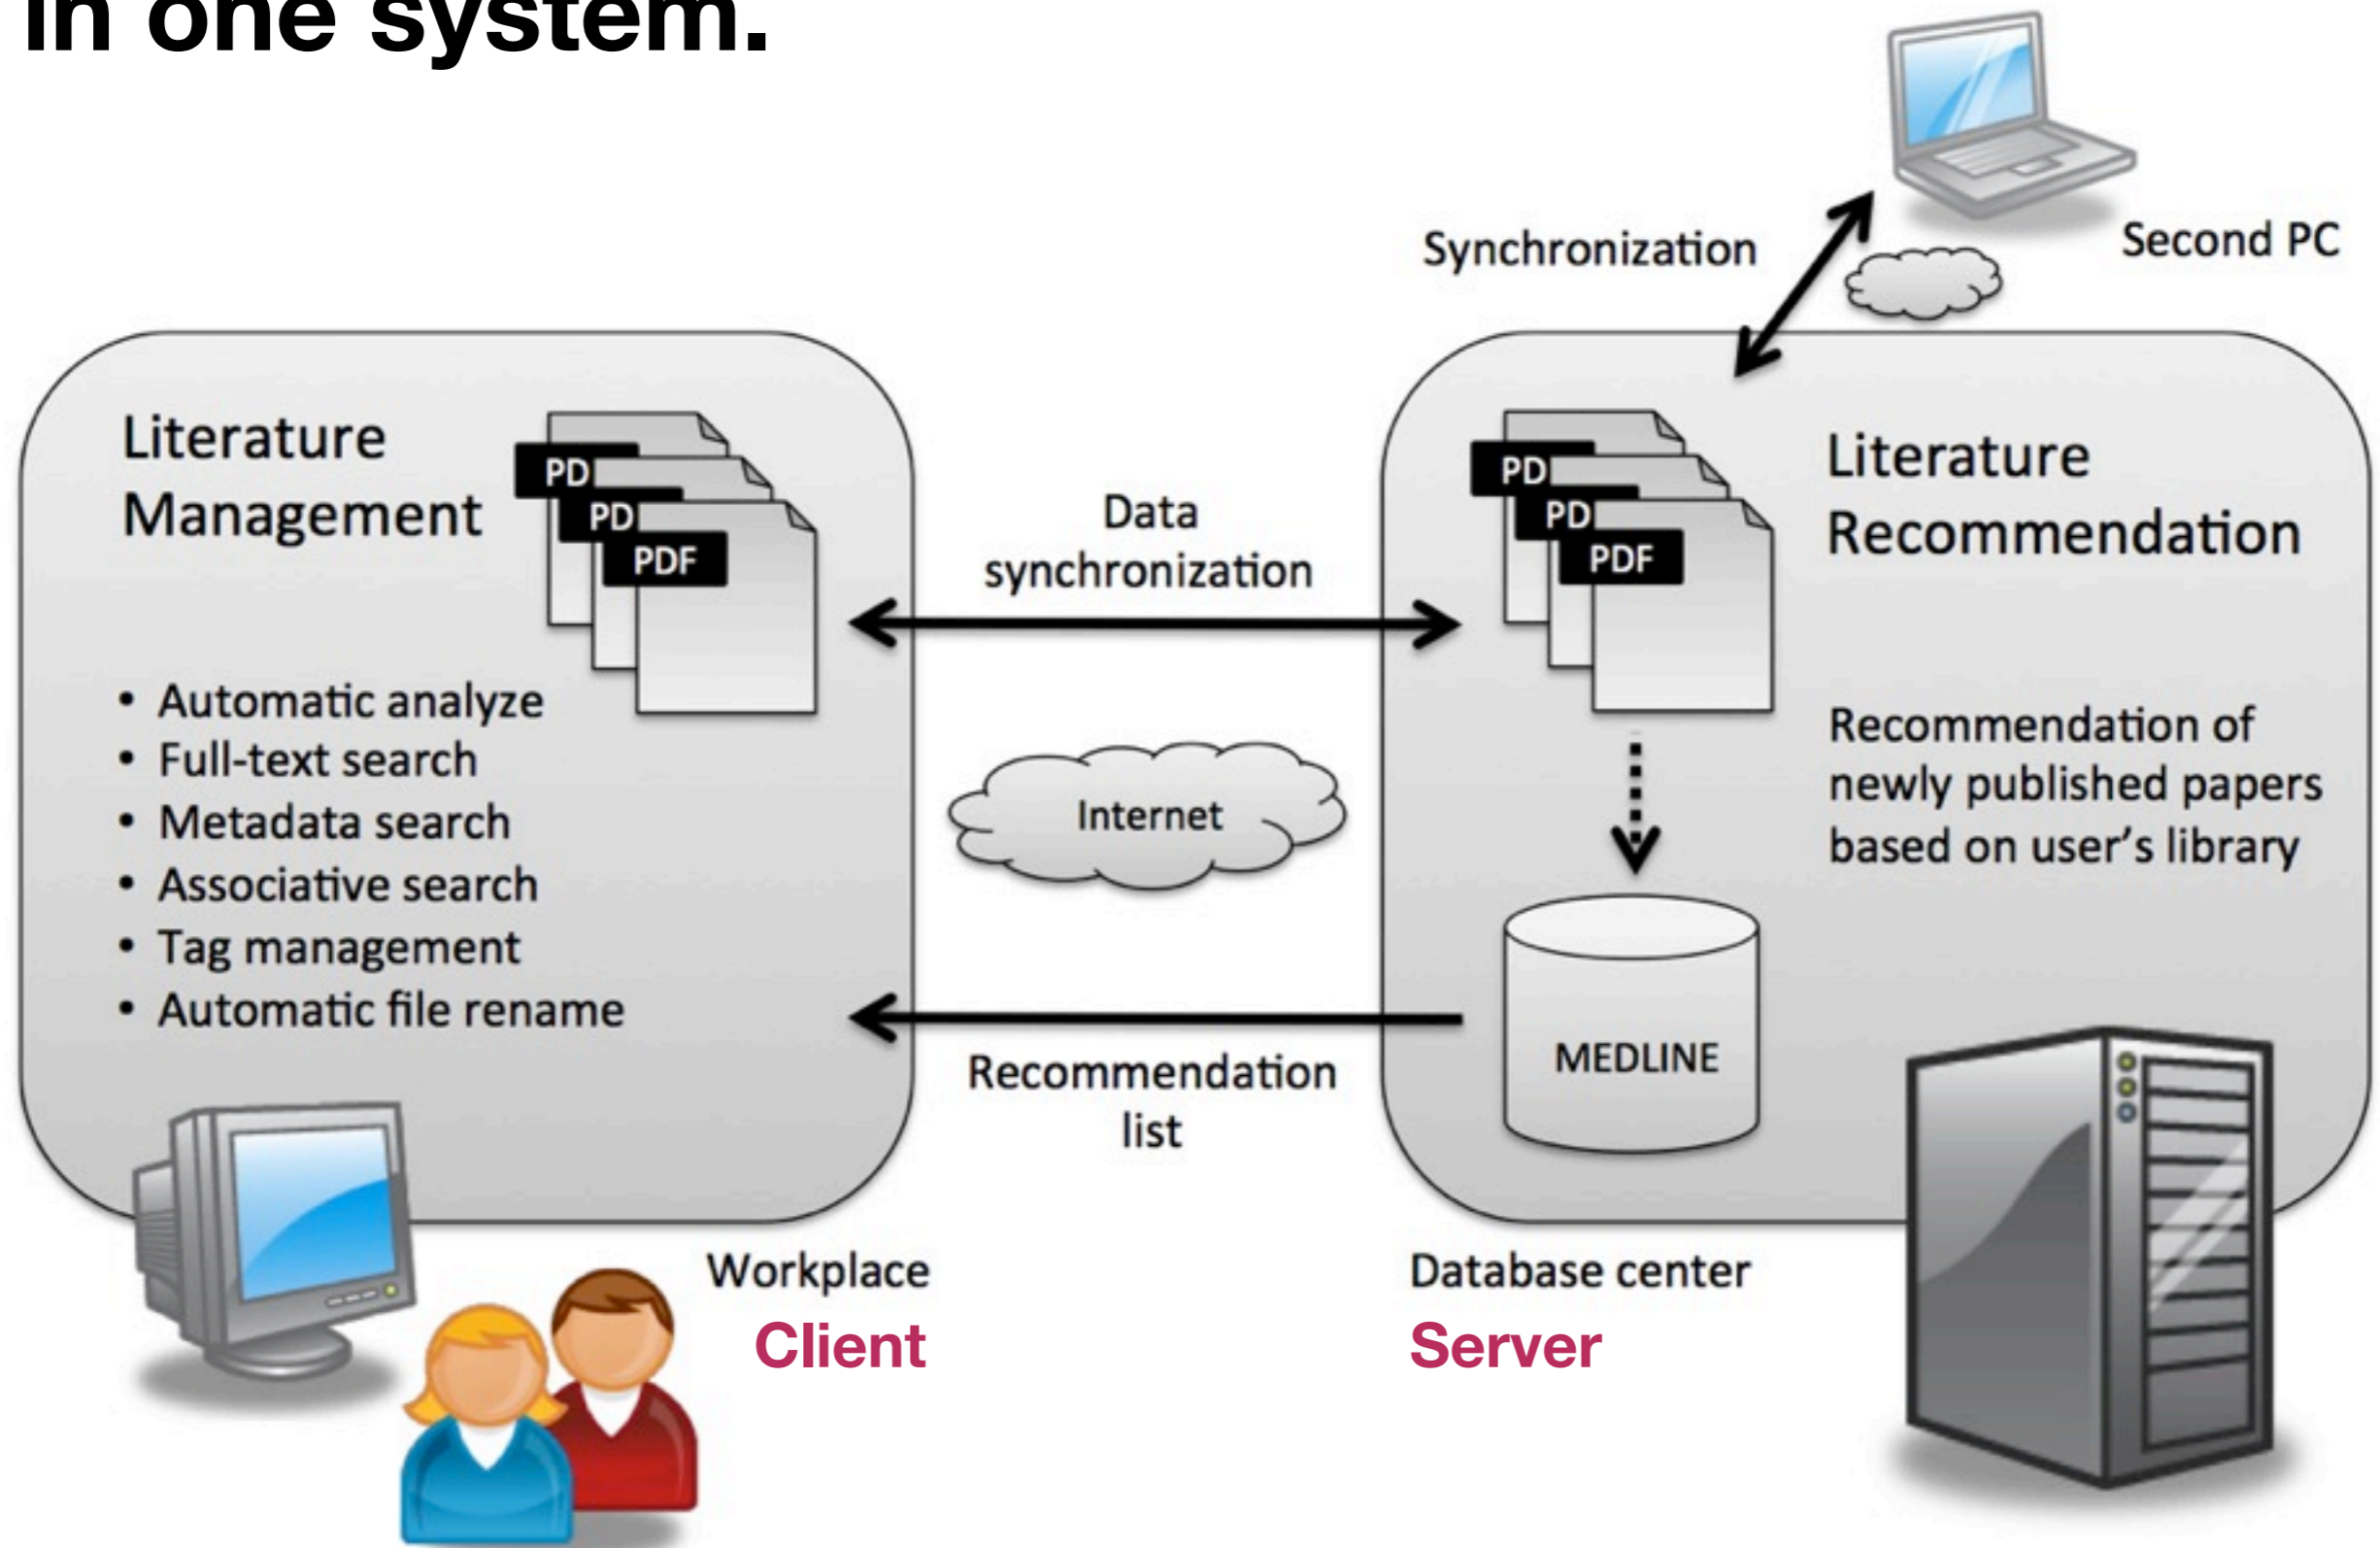 in one system.
Synchronization
Second PC
Literature
Management
PD
PD
PDF
• Automatic analyze
• Full-text search
• Metadata search
• Associative search
• Tag management
• Automatic file rename
Data
synchronization
Internet
Recommendation
list
PD
PD
PDF
Literature
Recommendation
Recommendation of
newly published papers
based on user's library
MEDLINE
Workplace
Client
Database center
Server